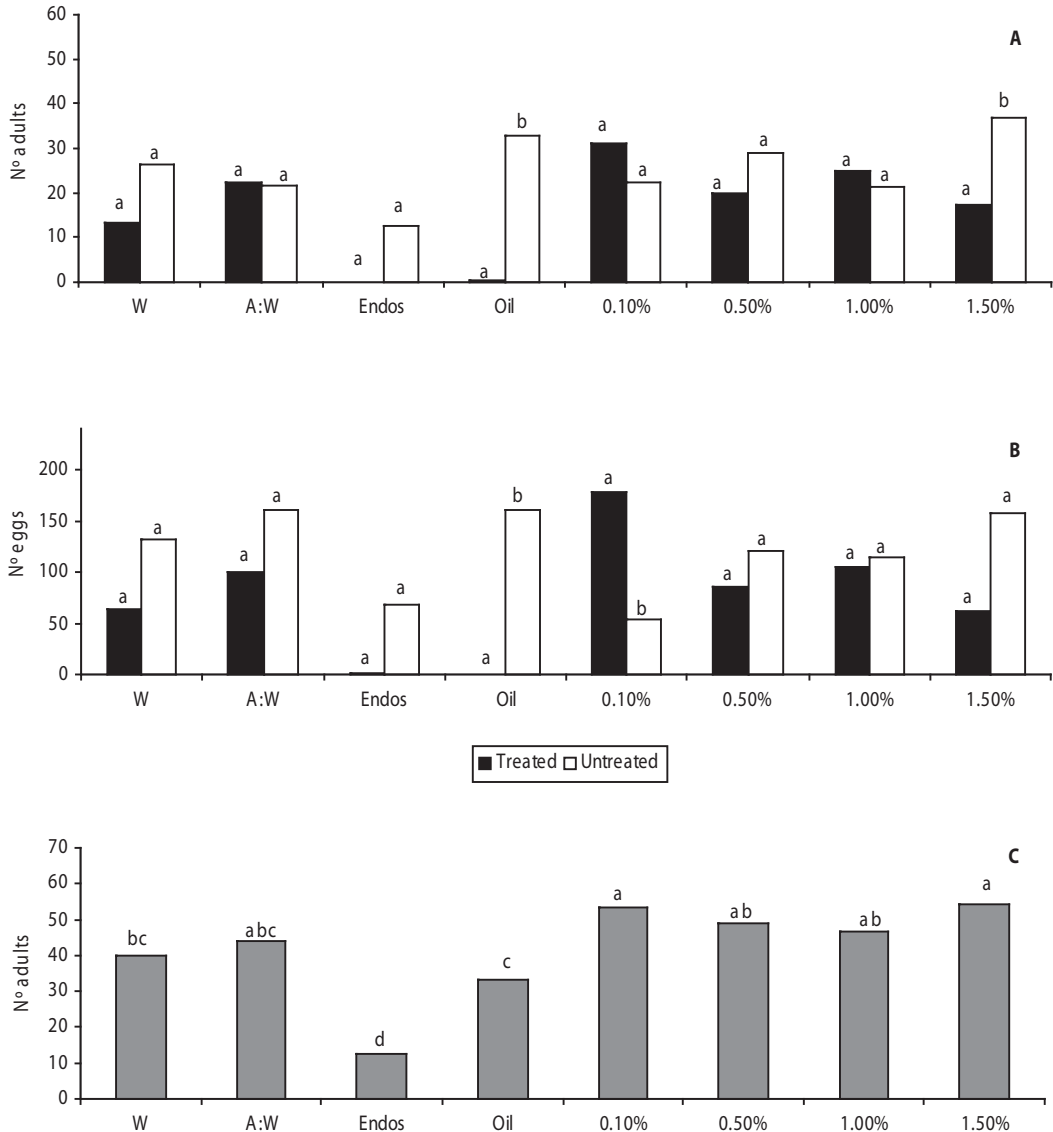 60
50
40
30
20
10
0
Nº adults
A
a
a
a
a
a
a
a
b
a
a
a
a
a
a
a
b
W A:W Endos Oil 0.10% 0.50% 1.00% 1.50%
200
150
100
50
0
Nº eggs
B
a
a
a
a
a
a
a
b
a
b
a
a
a
a
a
a
W A:W Endos Oil 0.10% 0.50% 1.00% 1.50%
Treated Untreated
70
60
50
40
30
20
10
0
Nº adults
C
bc
abc
d
c
a
ab
ab
a
W A:W Endos Oil 0.10% 0.50% 1.00% 1.50%